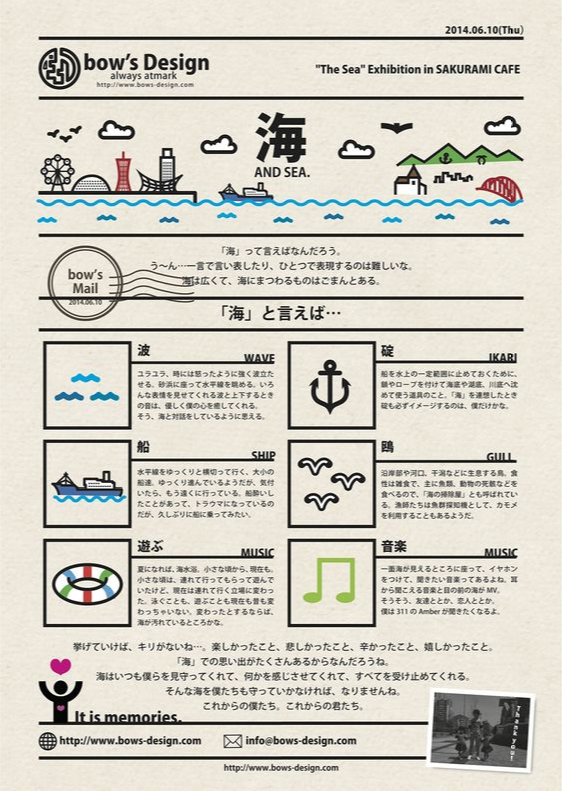 2014.06.10(Thu)
bow's Design
always atmark
http://www.bows-design.com
"The Sea" Exhibition in SAKURAMI CAFE
海
AND SEA.
「海」って言えばなんだろう。
う〜ん…一言で言い表したり、ひとつで表現するのは難しいな。
海は広くて、海にまつわるものはごまんとある。
bow's
Mail
2014.06.10
「海」と言えば…
波
WAVE
ユラユラ、時には怒ったように強く波立た
せる。砂浜に座って水平線を眺める。いろ
んな表情を見せてくれる波と上下するとき
の音は、優しく僕の心を癒してくれる。
そう、海と対話をしているように思える。
碇
IKARI
船を水上の一定範囲に止めておくために、
鎖やロープを付けて海底や湖底、川底へ沈
めて使う道具のこと。「海」を連想したとき
碇も必ずイメージするのは、僕だけかな。
船
SHIP
水平線をゆっくりと横切って行く、大小の
船達。ゆっくり進んでいるようだが、気付
いたら、もう遠くに行っている。船酔いし
たことがあって、トラウマになっているの
だが、久しぶりに船に乗ってみたい。
鴎
GULL
沿岸部や河口、干潟などに生息する鳥。食
性は雑食で、主に魚類、動物の死骸などを
食べるので、「海の掃除屋」とも呼ばれてい
る。漁師たちは魚群探知機として、カモメ
を利用することもあるようだ。
遊ぶ
MUSIC
夏になれば、海水浴。小さな頃から、現在も。
小さな頃は、連れて行ってもらって遊んで
いたけど、現在は連れて行く立場に変わっ
た。泳ぐことも、遊ぶことも現在も昔も変
わっちゃいない。変わったとするならば、
海が汚れているところかな。
音楽
MUSIC
一面海が見えるところに座って、イヤホン
をつけて、聞きたい音楽ってあるよね。耳
から聞こえる音楽と目の前の海が MV。
そうそう、友達ととか、恋人ととか。
僕は 311 の Amber が聞きたくなるよ。
挙げていけば、キリがないね…。楽しかったこと、悲しかったこと、辛かったこと、嬉しかったこと。
「海」での思い出がたくさんあるからなんだろうね。
海はいつも僕らを見守ってくれて、何かを感じさせてくれて、すべてを受け止めてくれる。
そんな海を僕たちも守っていかなければ、なりませんね。
これからの僕たち。これからの君たち。
It is memories.
Thank you!
http://www.bows-design.com
info@bows-design.com
http://www.bows-design.com